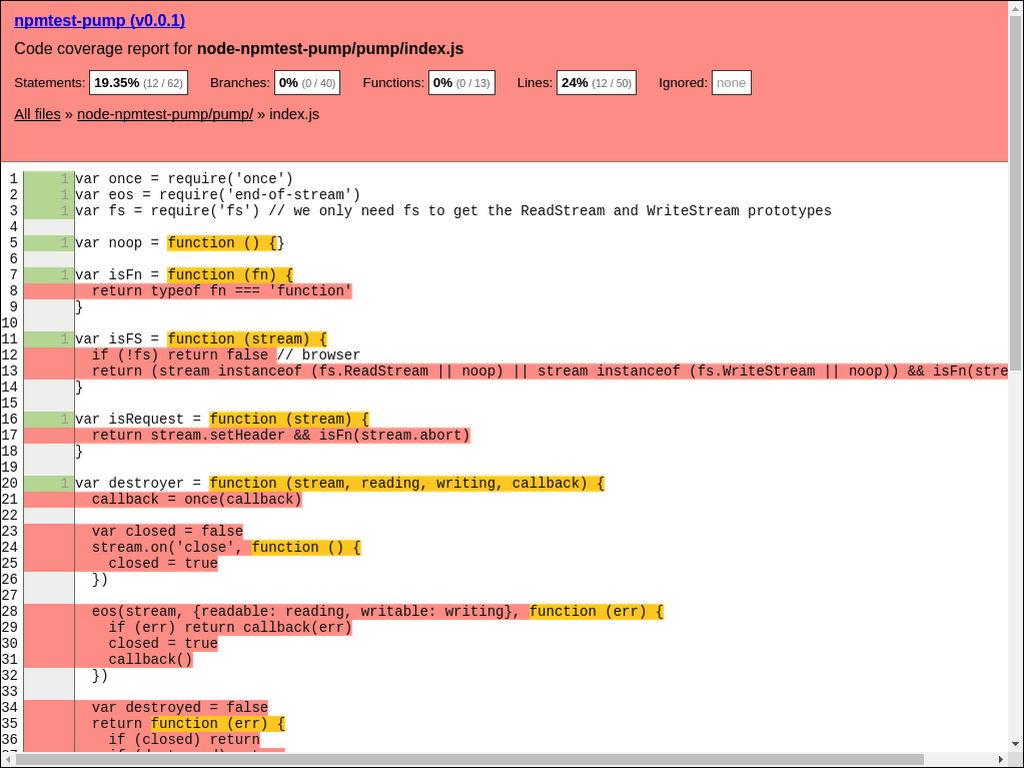 npmtest-pump (v0.0.1)
Code coverage report for node-npmtest-pump/pump/index.js
Statements: 19.35% (12 / 62) Branches: 0% (0 / 40) Functions: 0% (0 / 13) Lines: 24% (12 / 50) Ignored: none
All files » node-npmtest-pump/pump/ » index.js
1 1 var once = require('once')
2 1 var eos = require('end-of-stream')
3 1 var fs = require('fs') // we only need fs to get the ReadStream and WriteStream prototypes
4
5 1 var noop = function () {}
6
7 1 var isFn = function (fn) {
8 return typeof fn === 'function'
9 }
10
11 1 var isFS = function (stream) {
12 if (!fs) return false // browser
13 return (stream instanceof (fs.ReadStream || noop) || stream instanceof (fs.WriteStream || noop)) && isFn(stre
14 }
15
16 1 var isRequest = function (stream) {
17 return stream.setHeader && isFn(stream.abort)
18 }
19
20 1 var destroyer = function (stream, reading, writing, callback) {
21 callback = once(callback)
22
23 var closed = false
24 stream.on('close', function () {
25 closed = true
26 })
27
28 eos(stream, {readable: reading, writable: writing}, function (err) {
29 if (err) return callback(err)
30 closed = true
31 callback()
32 })
33
34 var destroyed = false
35 return function (err) {
36 if (closed) return